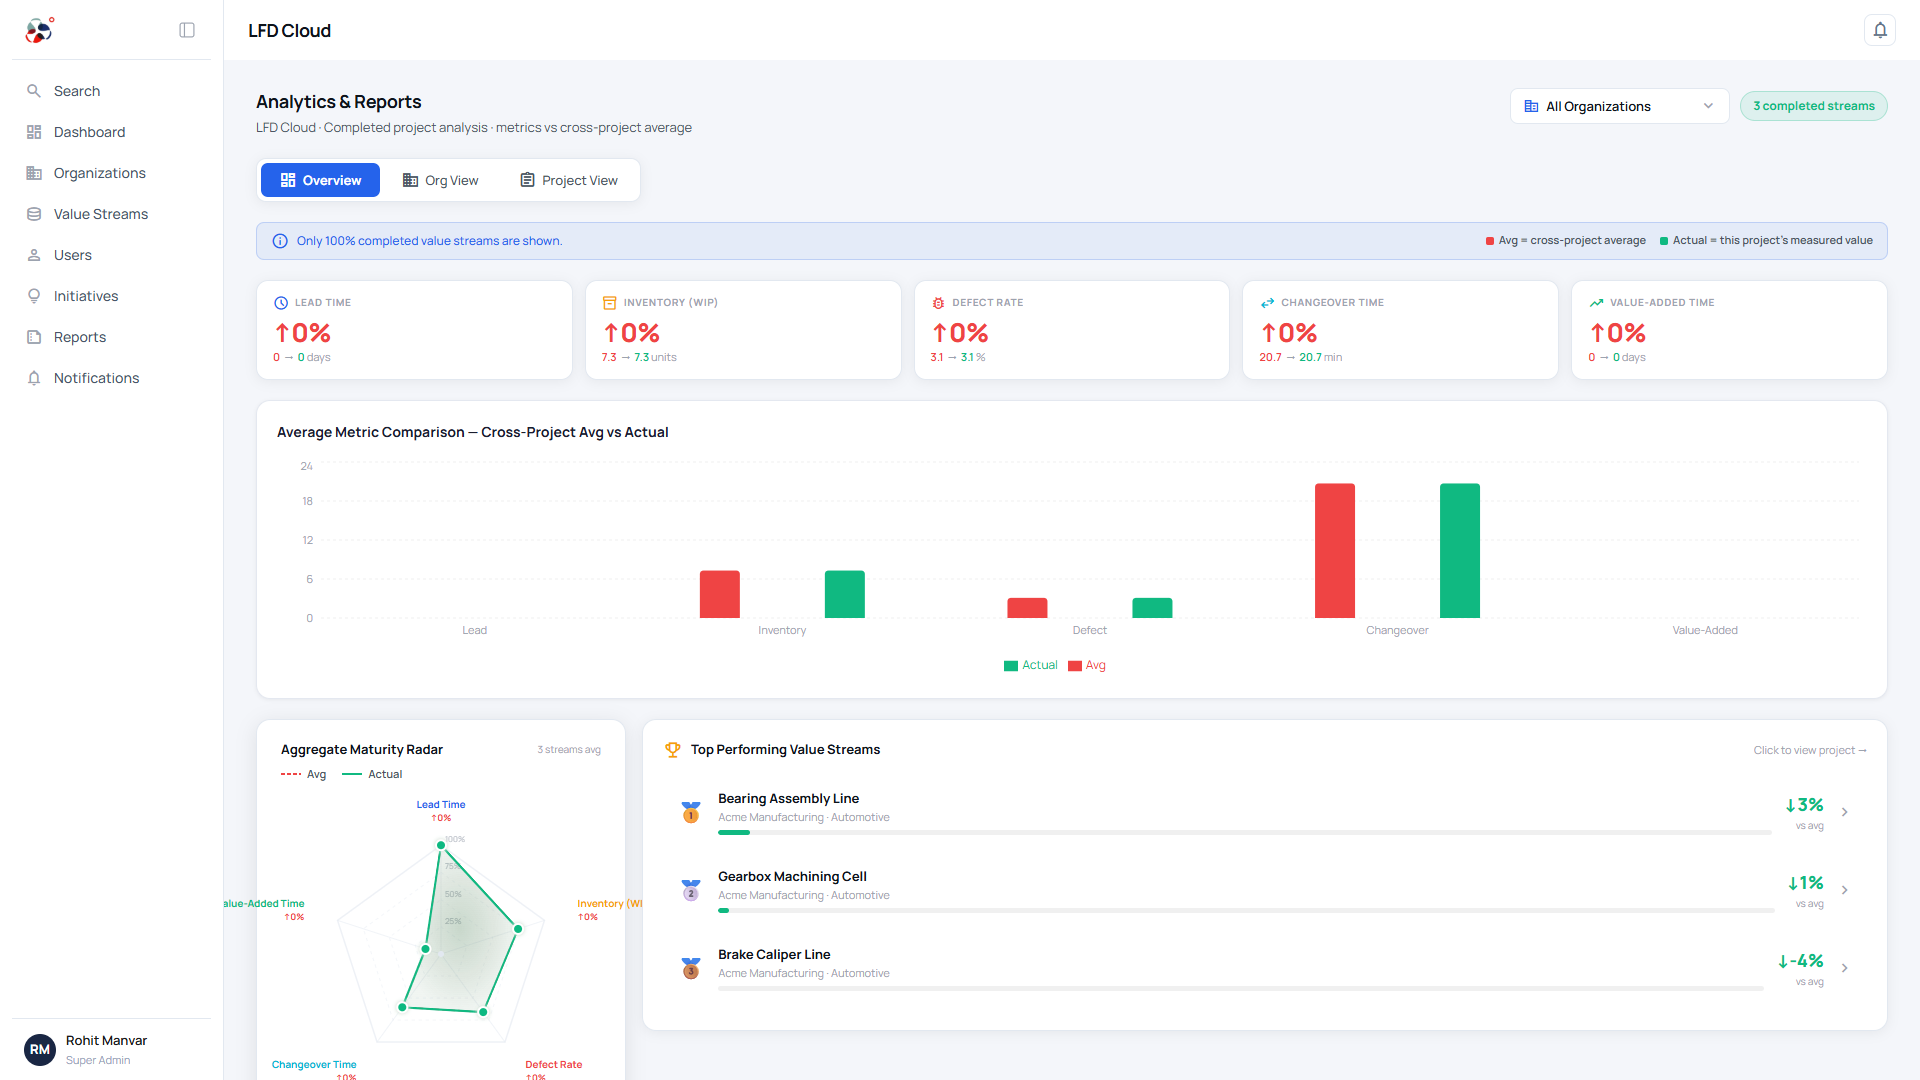 LFD Cloud
Search
Dashboard
Organizations
Value Streams
Users
Initiatives
Reports
Notifications
RM
Rohit Manvar
Super Admin
Analytics & Reports
LFD Cloud · Completed project analysis · metrics vs cross-project average
All Organizations
3 completed streams
Overview
Org View
Project View
Only 100% completed value streams are shown.
Avg = cross-project average
Actual = this project's measured value
LEAD TIME
↑0%
0 → 0 days
INVENTORY (WIP)
↑0%
7.3 → 7.3 units
DEFECT RATE
↑0%
3.1 → 3.1 %
CHANGEOVER TIME
↑0%
20.7 → 20.7 min
VALUE-ADDED TIME
↑0%
0 → 0 days
Average Metric Comparison — Cross-Project Avg vs Actual
24
18
12
6
0
Lead
Inventory
Defect
Changeover
Value-Added
Actual
Avg
Aggregate Maturity Radar
3 streams avg
Avg
Actual
Lead Time
↑0%
100%
75%
50%
25%
alue-Added Time
↑0%
Inventory (WI
↑0%
Changeover Time
↑0%
Defect Rate
↑0%
Top Performing Value Streams
Click to view project →
1
Bearing Assembly Line
Acme Manufacturing · Automotive
↓3%
vs avg
2
Gearbox Machining Cell
Acme Manufacturing · Automotive
↓1%
vs avg
3
Brake Caliper Line
Acme Manufacturing · Automotive
↓-4%
vs avg